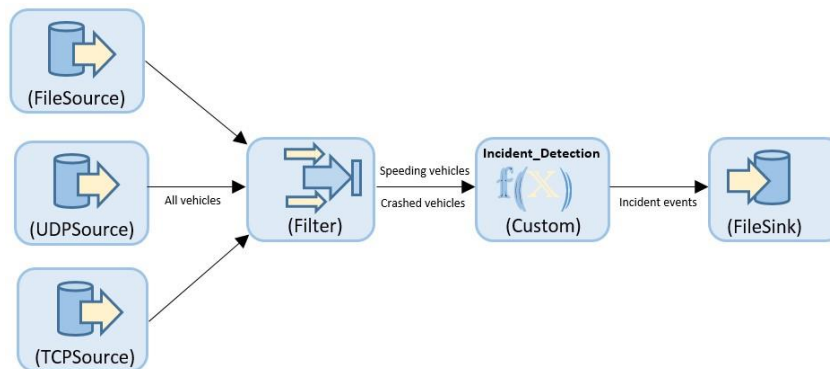 (FileSource)
(UDPSource)
(TCPSource)
All vehicles
(Filter)
Speeding vehicles
Crashed vehicles
Incident_Detection
f(x)
(Custom)
Incident events
(FileSink)